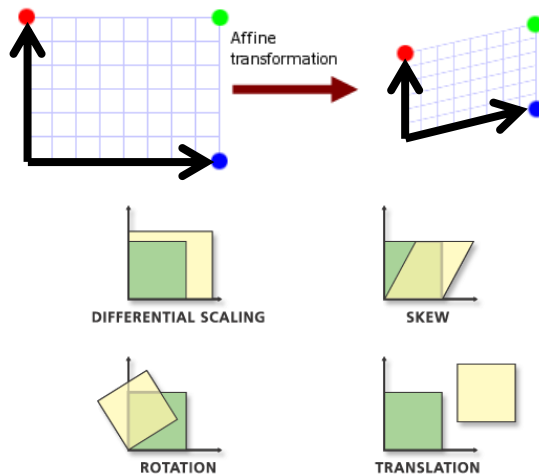 Affine
transformation
DIFFERENTIAL SCALING
SKEW
ROTATION
TRANSLATION